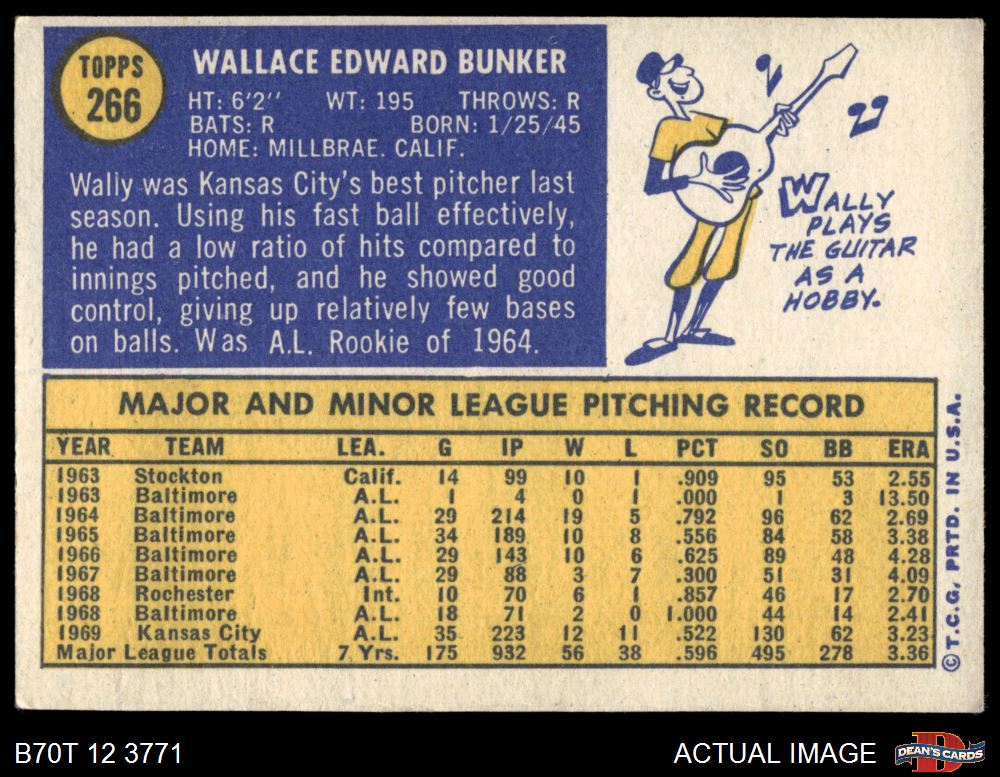 TOPPS
266
WALLACE EDWARD BUNKER
HT: 6'2'' WT: 195 THROWS: R
BATS: R BORN: 1/25/45
HOME: MILLBRAE. CALIF.
Wally was Kansas City's best pitcher last
season. Using his fast ball effectively,
he had a low ratio of hits compared to
innings pitched, and he showed good
control, giving up relatively few bases
on balls. Was A.L. Rookie of 1964.
WALLY
PLAYS
THE GUITAR
AS A
HOBBY.
MAJOR AND MINOR LEAGUE PITCHING RECORD
YEAR TEAM LEA. G IP W L PCT SO BB ERA
1963 Stockton Calif. 14 99 10 1 .909 95 53 2.55
1963 Baltimore A.L. 1 4 0 1 .000 1 3 13.50
1964 Baltimore A.L. 29 214 19 5 .792 96 62 2.69
1965 Baltimore A.L. 34 189 10 8 .556 84 58 3.38
1966 Baltimore A.L. 29 143 10 6 .625 89 48 4.28
1967 Baltimore A.L. 29 88 3 7 .300 51 31 4.09
1968 Rochester Int. 10 70 6 1 .857 46 17 2.70
1968 Baltimore A.L. 18 71 2 0 1.000 44 14 2.41
1969 Kansas City A.L. 35 223 12 11 .522 130 62 3.23
Major League Totals 7 Yrs. 175 932 56 38 .596 495 278 3.36
© T.C.G. PRTD. IN U.S.A.
B70T 12 3771
ACTUAL IMAGE
DEAN'S CARDS